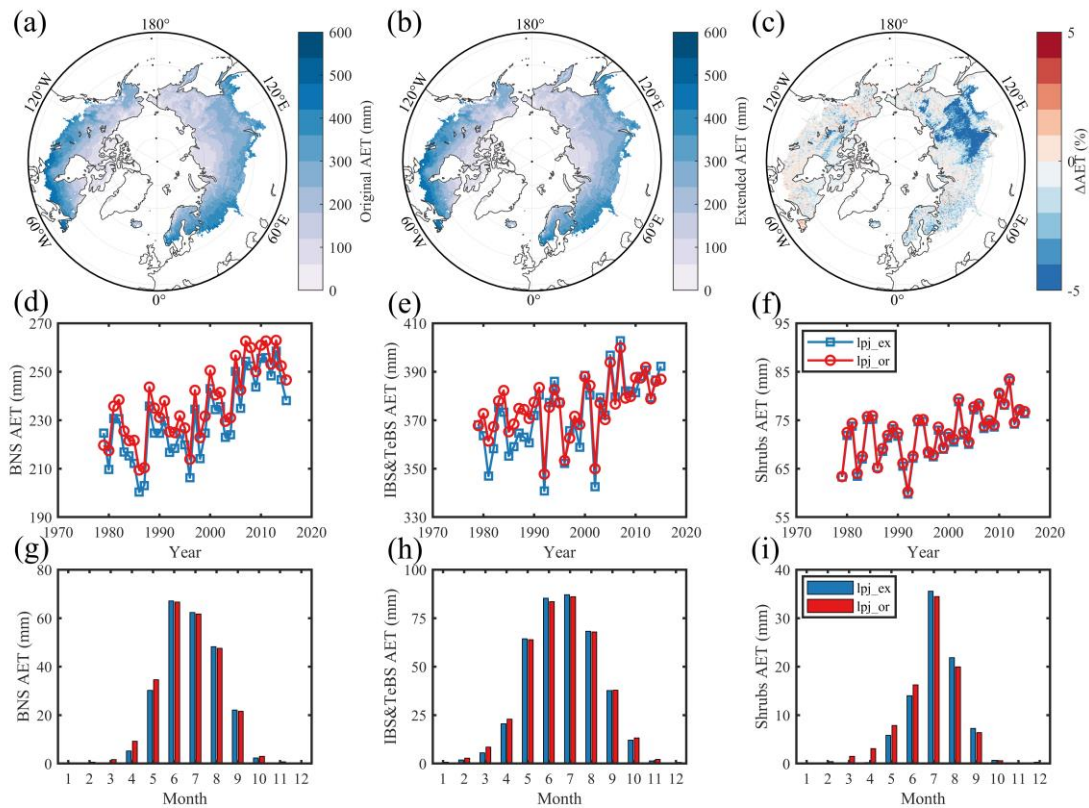 (a)
180°
120°W
120°E
60°W
60°E
0°
600
500
400
300
200
100
0
Original AET (mm)
(b)
180°
120°W
120°E
60°W
60°E
0°
600
500
400
300
200
100
0
Extended AET (mm)
(c)
180°
120°W
120°E
60°W
60°E
0°
5
0
-5
ΔAET (%)
(d)
270
250
230
210
190
BNS AET (mm)
1970 1980 1990 2000 2010 2020
Year
(e)
410
390
370
350
330
IBS&TeBS AET (mm)
1970 1980 1990 2000 2010 2020
Year
(f)
95
85
75
65
55
Shrubs AET (mm)
lpj_ex
lpj_or
1970 1980 1990 2000 2010 2020
Year
(g)
80
60
40
20
0
BNS AET (mm)
1 2 3 4 5 6 7 8 9 10 11 12
Month
(h)
100
75
50
25
0
IBS&TeBS AET (mm)
1 2 3 4 5 6 7 8 9 10 11 12
Month
(i)
40
30
20
10
0
Shrubs AET (mm)
lpj_ex
lpj_or
1 2 3 4 5 6 7 8 9 10 11 12
Month